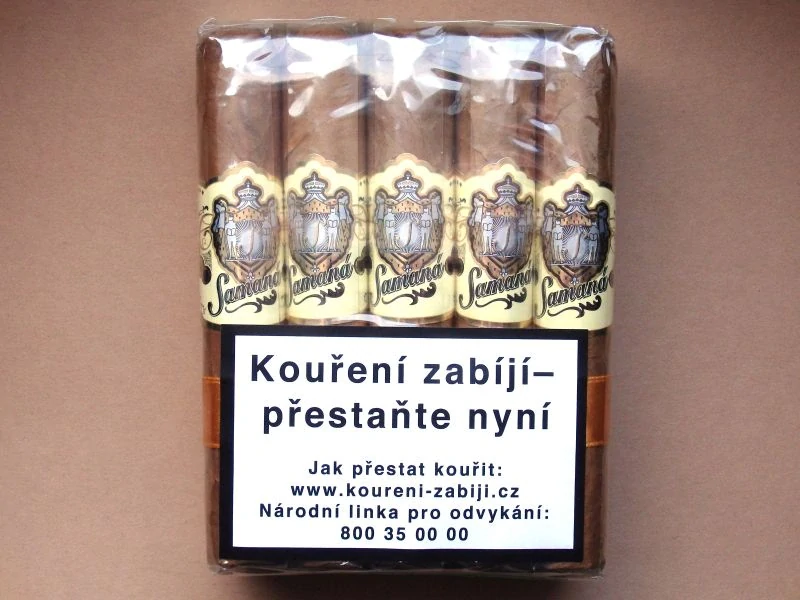 Samaná
Samaná
Samaná
Samaná
Samaná
Kouření zabíjí–
přestaňte nyní
Jak přestat kouřit:
www.koureni-zabiji.cz
Národní linka pro odvykání:
800 35 00 00